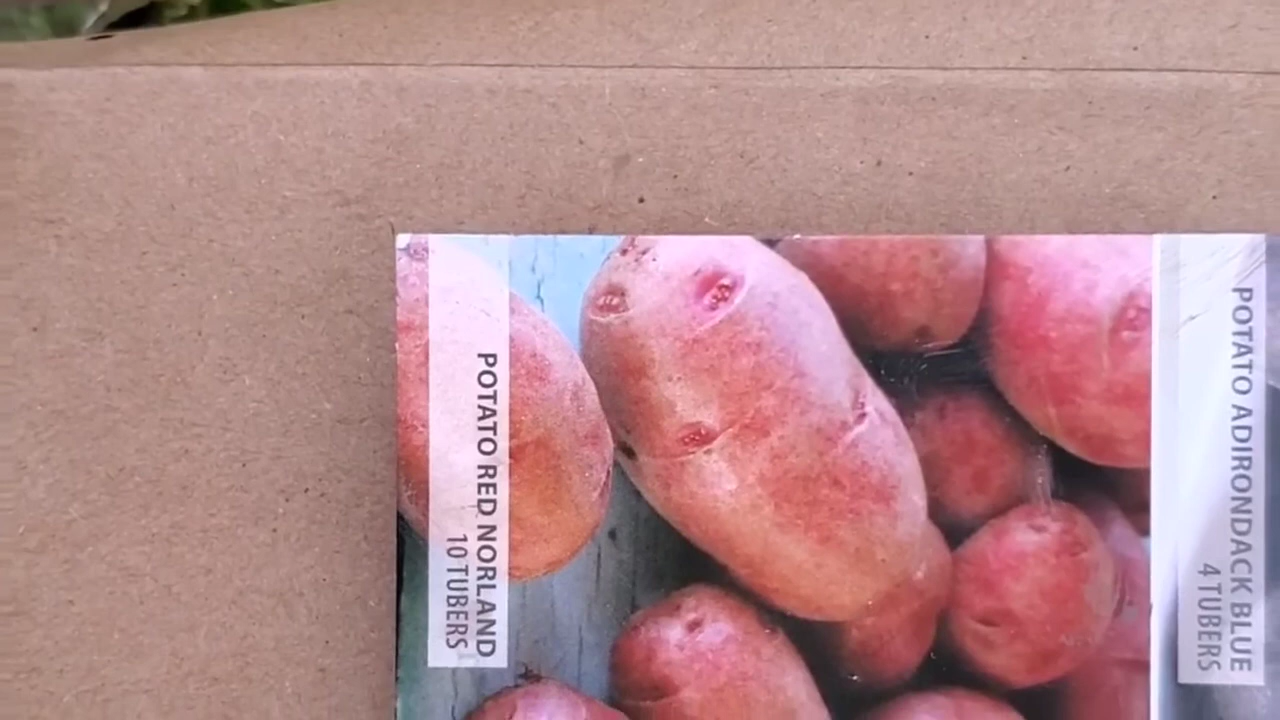 POTATO RED NORLAND
10 TUBERS
POTATO ADIRONDACK BLUE
4 TUBERS